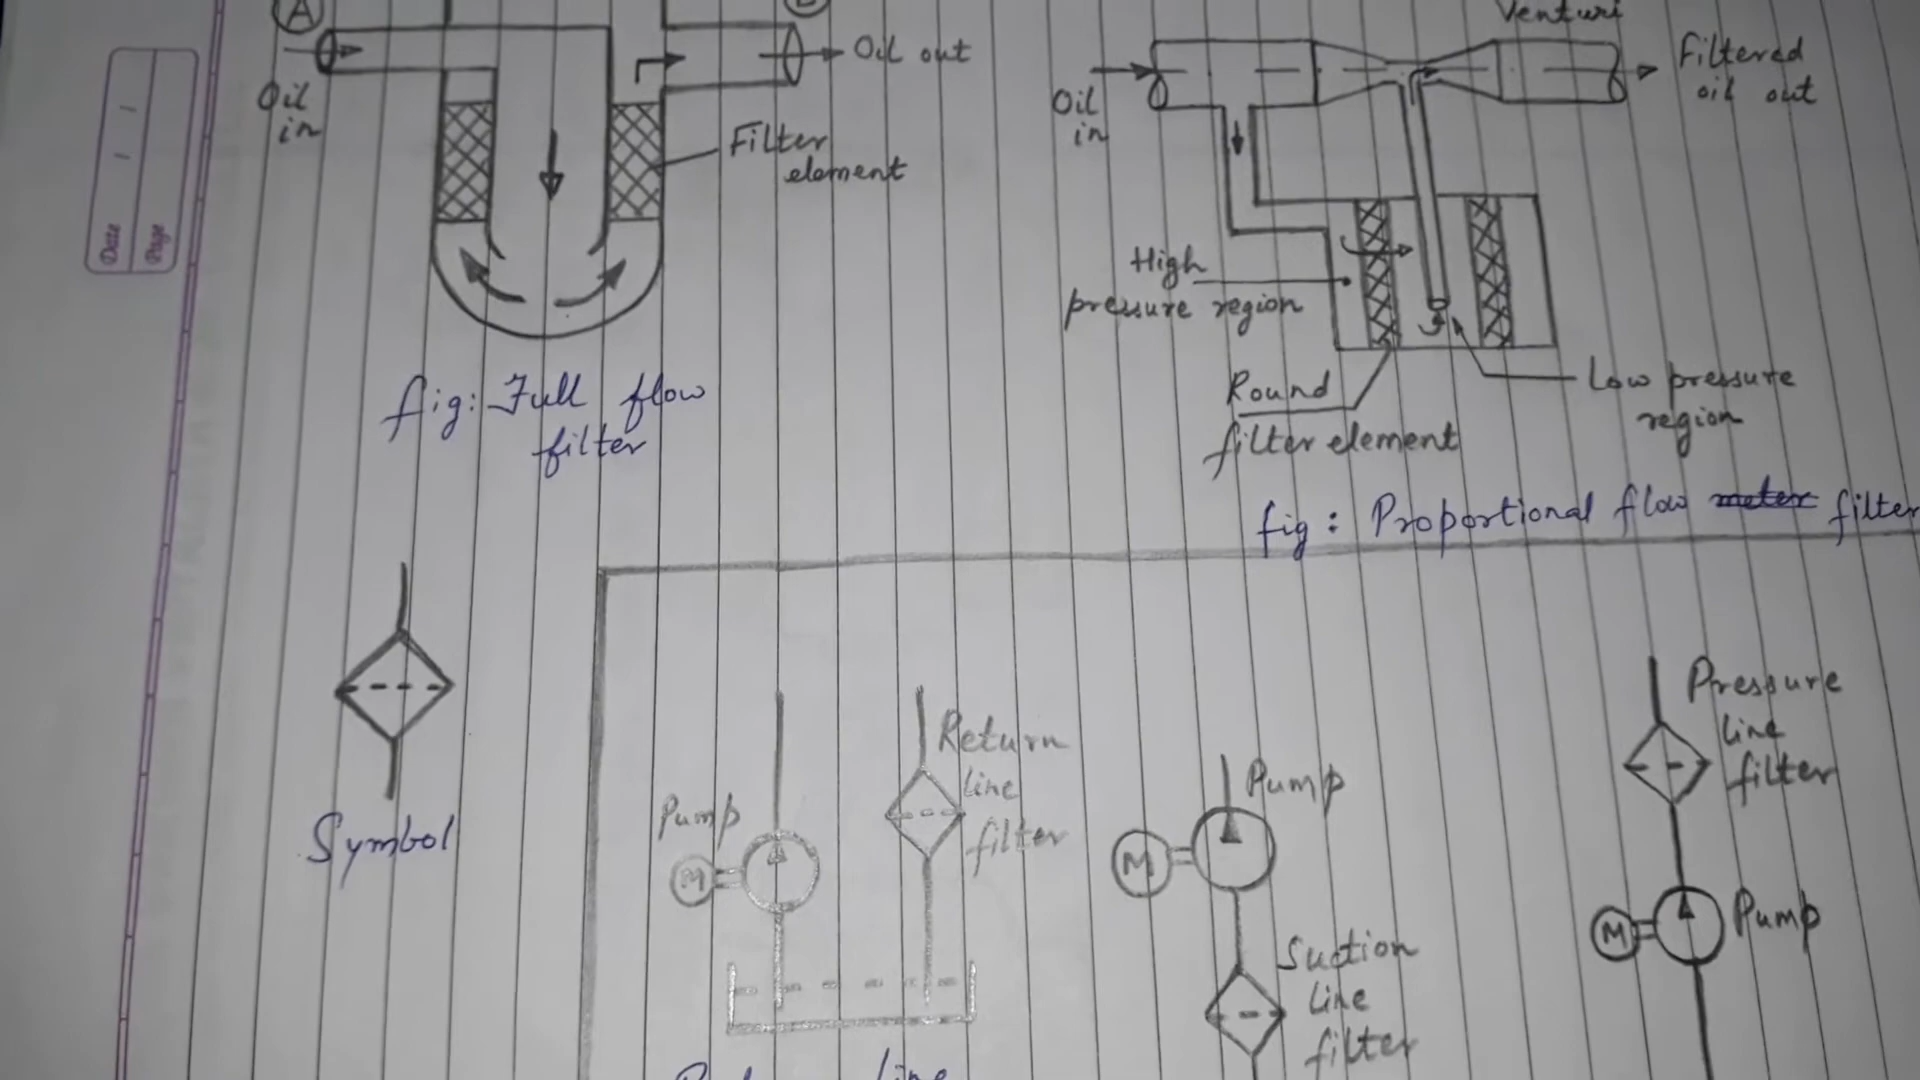 A
Oil in
Oil out
Filter
element
fig: Full flow
filter
Venturi
Oil
in
Filtered
oil out
High
pressure region
Round
filter element
Low pressure
region
fig: Proportional flow meter filter
Date
Page
Symbol
Pump
M
Return
line
filter
line
Pump
M
Suction
line
filter
Pressure
line
filter
M
Pump